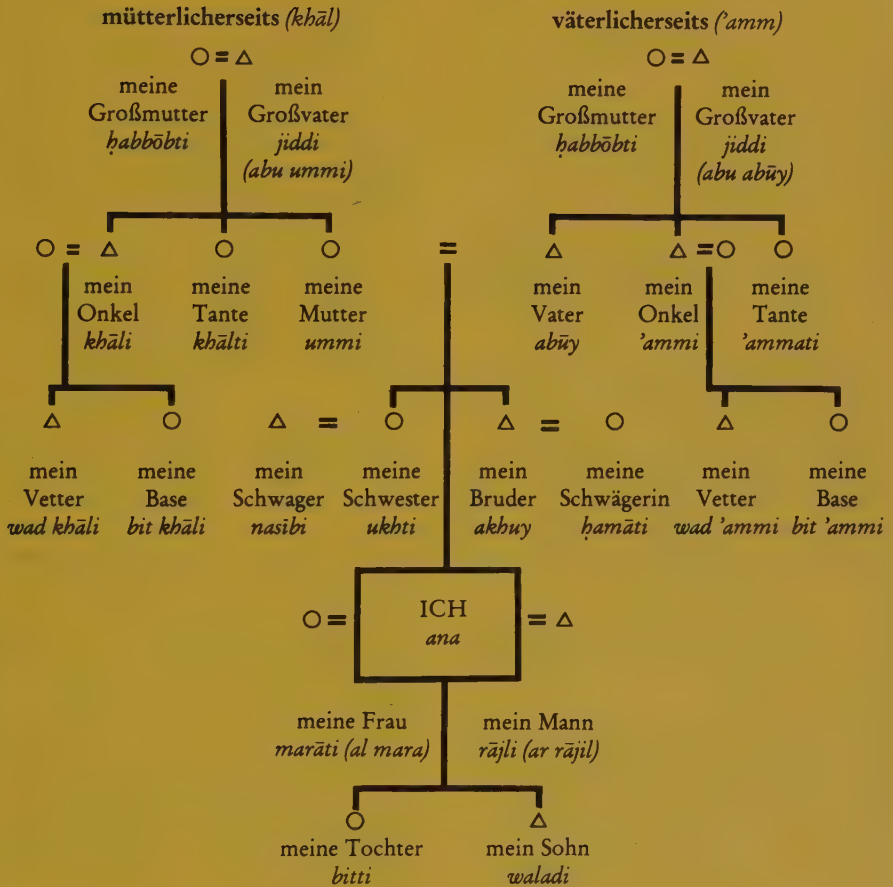 mütterlicherseits (khāl)
väterlicherseits ('amm)
meine
Großmutter
ḥabbōbti
mein
Großvater
jiddi
(abu ummi)
meine
Großmutter
ḥabbōbti
mein
Großvater
jiddi
(abu abūy)
mein
Onkel
khāli
meine
Tante
khālti
meine
Mutter
ummi
mein
Vater
abūy
mein
Onkel
'ammi
meine
Tante
'ammati
mein
Vetter
wad khāli
meine
Base
bit khāli
mein
Schwager
nasībi
meine
Schwester
ukhti
mein
Bruder
akhuy
meine
Schwägerin
ḥamāti
mein
Vetter
wad 'ammi
meine
Base
bit 'ammi
ICH
ana
meine Frau
marāti (al mara)
mein Mann
rājli (ar rājil)
meine Tochter
bitti
mein Sohn
waladi